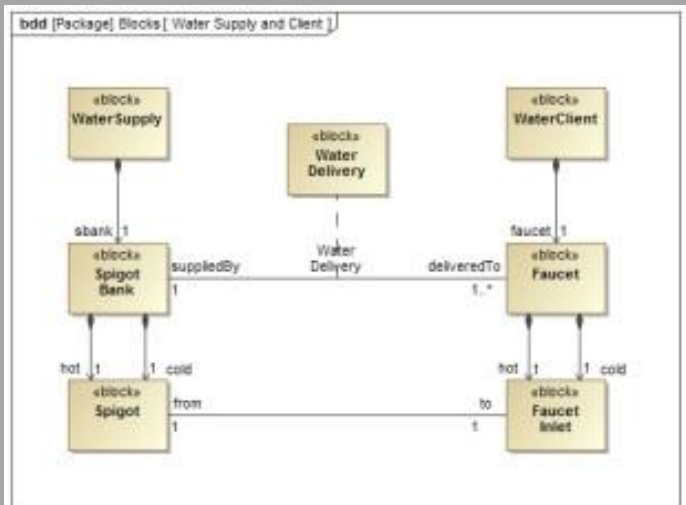 bdd [Package] Blocks [ Water Supply and Client ]
«block»
WaterSupply
«block»
Water
Delivery
«block»
WaterClient
sbank 1
faucet 1
«block»
Spigot
Bank
suppliedBy
1
Water
Delivery
deliveredTo
1..*
«block»
Faucet
hot 1
1 cold
hot 1
1 cold
«block»
Spigot
from
1
to
1
«block»
Faucet
Inlet